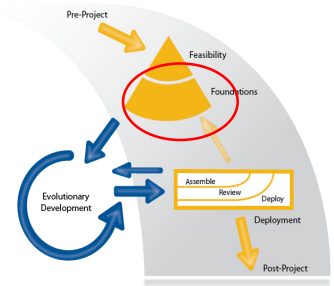 Pre-Project
Feasibility
Foundations
Assemble
Review
Deploy
Evolutionary
Development
Deployment
Post-Project